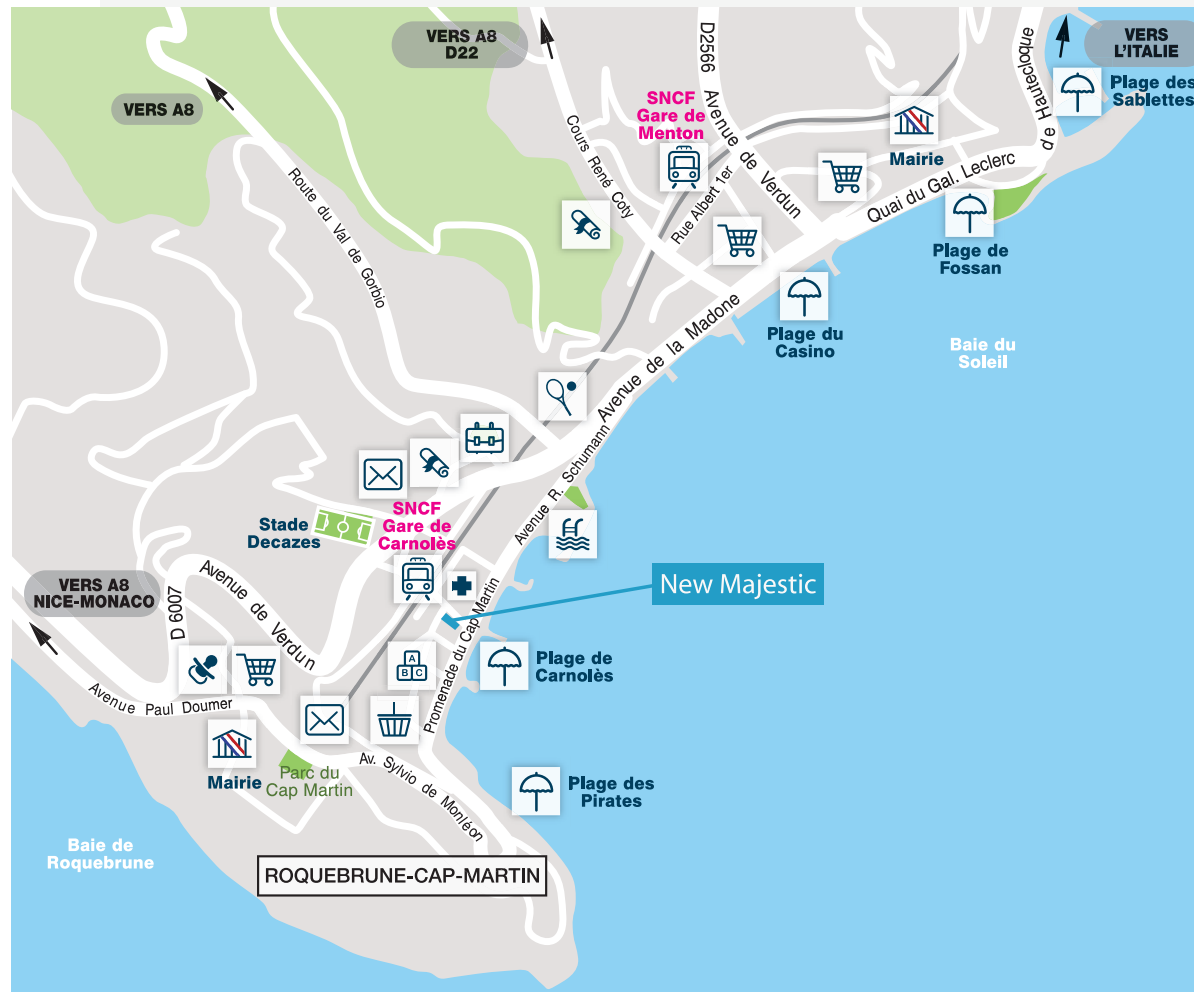 VERS A8
D22
D2566
Avenue de Verdun
d e Hautecloque
VERS
L'ITALIE
Plage des
Sablettes
VERS A8
SNCF
Gare de
Menton
Cours René Coty
Rue Albert 1er
Mairie
Quai du Gal. Leclerc
Route du Val de Gorbio
Plage de
Fossan
Plage du
Casino
Baie du
Soleil
Avenue de la Madone
Avenue R. Schumann
SNCF
Gare de
Carnolès
Stade
Decazes
VERS A8
NICE-MONACO
D 6007
Avenue de Verdun
New Majestic
Promenade du Cap Martin
A
B C
Plage de
Carnolès
Avenue Paul Doumer
Mairie
Parc du
Cap Martin
Av. Sylvio de Monléon
Plage des
Pirates
Baie de
Roquebrune
ROQUEBRUNE-CAP-MARTIN